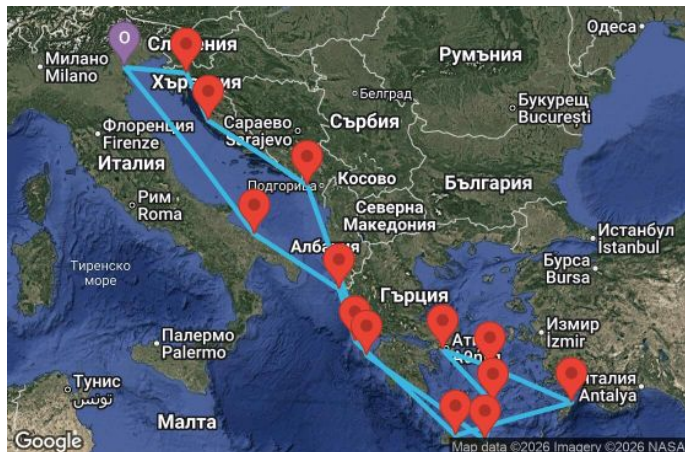 Одеса
О
Словения
Милано
Milano
Румъния
Хърватия
Белград
Букурещ
București
Сараево
Sarajevo
Сърбия
Флоренция
Firenze
Италия
Подгорица
Косово
България
Рим
Roma
Северна
Македония
Истанбул
İstanbul
Албания
Тиренско
море
Бурса
Bursa
Гърция
Палермо
Palermo
Измир
İzmir
Тунис
تونس
Малта
Antalya
Google
Map data ©2026 Imagery ©2026 NASA